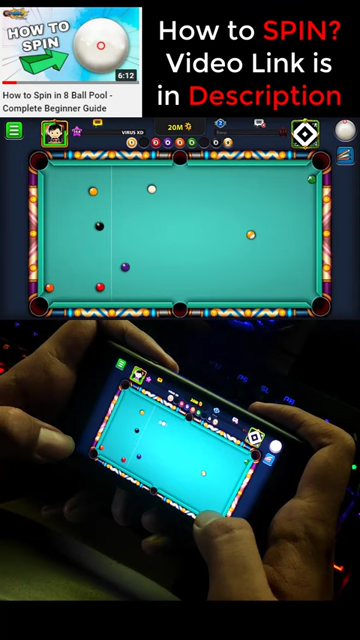 HOW TO
SPIN
6:12
How to Spin in 8 Ball Pool -
Complete Beginner Guide
How to SPIN?
Video Link is
in Description
VIRUS XD
20M